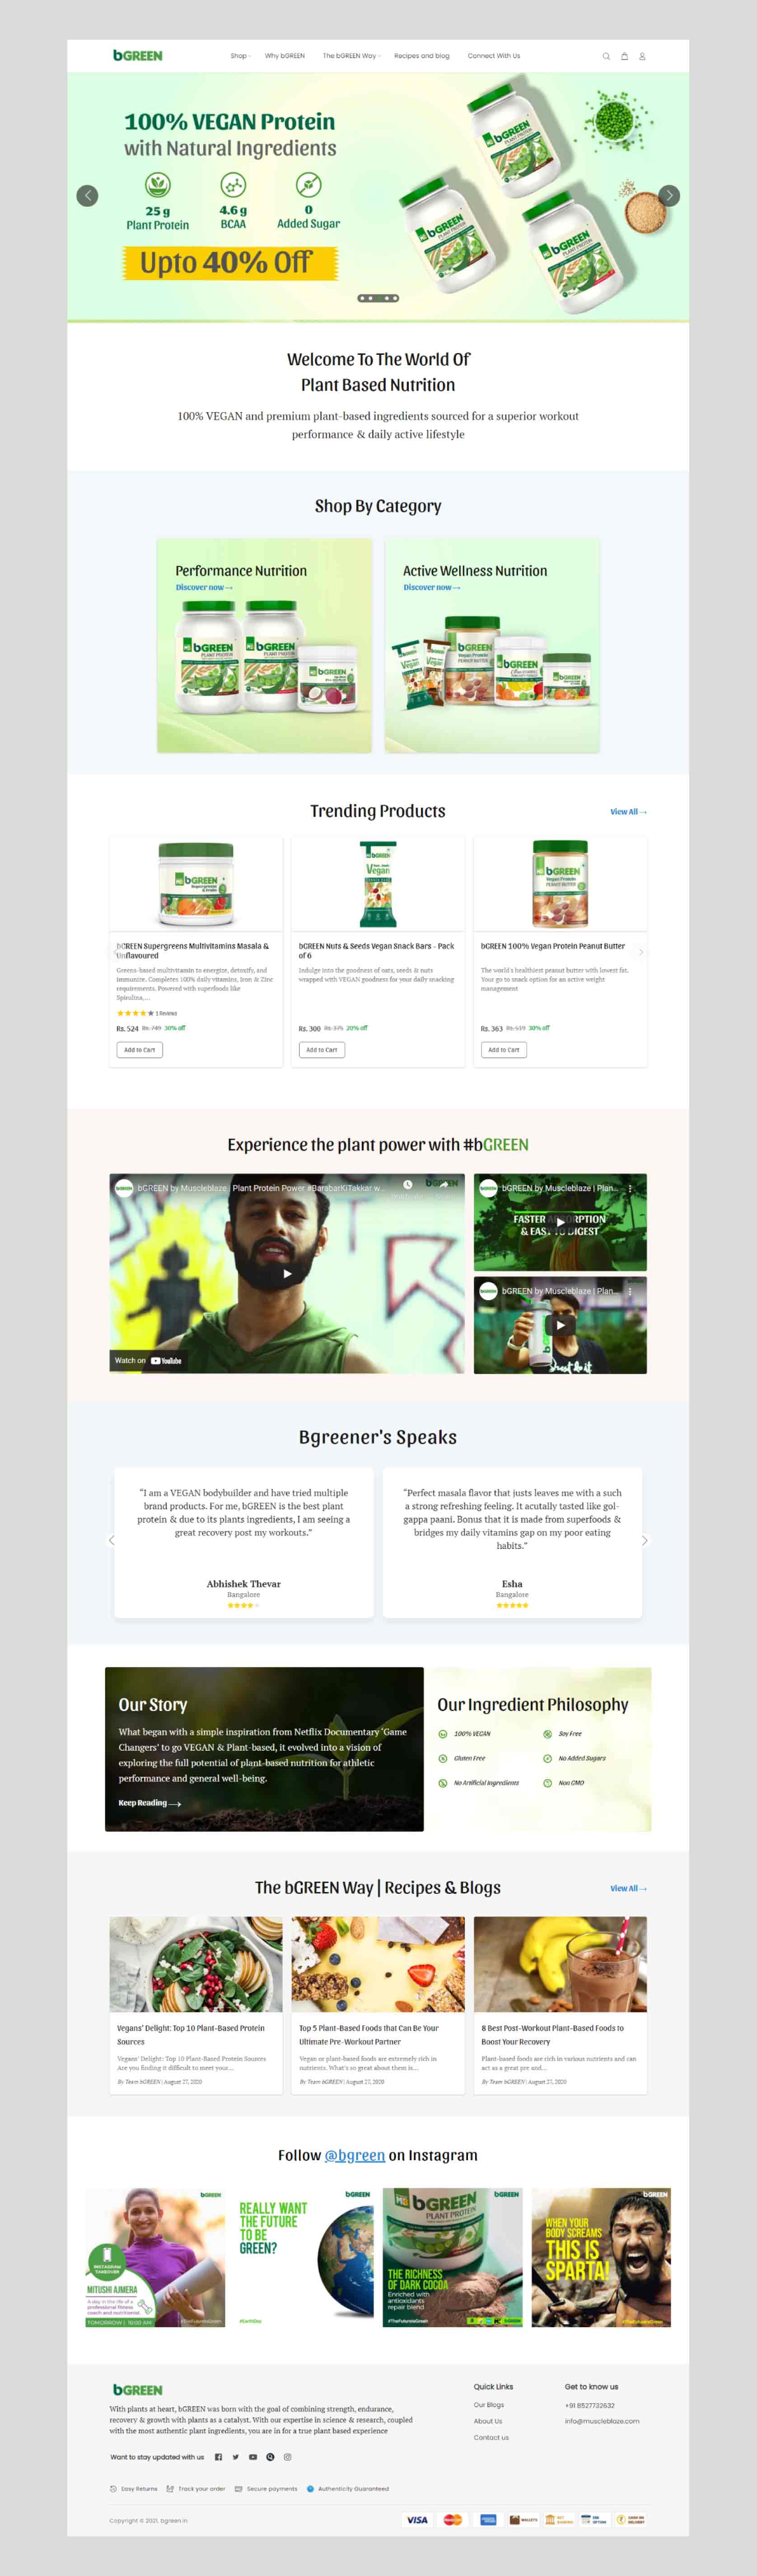 bGREEN
Shop Why bGREEN The bGREEN Way Recipes and blog Connect With Us
100% VEGAN Protein
with Natural Ingredients
25 g 4.6 g 0
Plant Protein BCAA Added Sugar
Upto 40% Off
Welcome To The World Of
Plant Based Nutrition
100% VEGAN and premium plant-based ingredients sourced for a superior workout
performance & daily active lifestyle
Shop By Category
Performance Nutrition
Discover now →
Active Wellness Nutrition
Discover now →
Trending Products
View All →
bGREEN Supergreens Multivitamins Masala &
Unflavoured
Greens-based multivitamin to energize, detoxify, and
immunize. Completes 100% daily vitamins, Iron & Zinc
requirements. Powered with superfoods like
Spirulina,...
1 Reviews
Rs. 524 Rs. 749 30% off
Add to Cart
bGREEN Nuts & Seeds Vegan Snack Bars - Pack
of 6
Indulge into the goodness of oats, seeds & nuts
wrapped with VEGAN goodness for your daily snacking
Rs. 300 Rs. 375 20% off
Add to Cart
bGREEN 100% Vegan Protein Peanut Butter
The world's healthiest peanut butter with lowest fat.
Your go to snack option for an active weight
management
Rs. 363 Rs. 519 30% off
Add to Cart
Experience the plant power with #bGREEN
bGREEN by Muscleblaze | Plant Protein Power #BarabarKiTakkar w...
Watch on YouTube
bGREEN by Muscleblaze | Plan...
FASTER ABSORPTION
& EASY TO DIGEST
bGREEN by Muscleblaze | Plan...
Just do it
Bgreener's Speaks
"I am a VEGAN bodybuilder and have tried multiple
brand products. For me, bGREEN is the best plant
protein & due to its plants ingredients, I am seeing a
great recovery post my workouts."
Abhishek Thevar
Bangalore
"Perfect masala flavor that justs leaves me with a such
a strong refreshing feeling. It acutally tasted like gol-
gappa paani. Bonus that it is made from superfoods &
bridges my daily vitamins gap on my poor eating
habits."
Esha
Bangalore
Our Story
What began with a simple inspiration from Netflix Documentary 'Game
Changers' to go VEGAN & Plant-based, it evolved into a vision of
exploring the full potential of plant-based nutrition for athletic
performance and general well-being.
Keep Reading →
Our Ingredient Philosophy
100% VEGAN Soy Free
Gluten Free No Added Sugars
No Artificial Ingredients Non GMO
The bGREEN Way | Recipes & Blogs
View All →
Vegans' Delight: Top 10 Plant-Based Protein
Sources
Vegans' Delight: Top 10 Plant-Based Protein Sources
Are you finding it difficult to meet your...
By Team bGREEN | August 27, 2020
Top 5 Plant-Based Foods that Can Be Your
Ultimate Pre-Workout Partner
Vegan or plant-based foods are extremely rich in
nutrients. What's so great about them is...
By Team bGREEN | August 27, 2020
8 Best Post-Workout Plant-Based Foods to
Boost Your Recovery
Plant-based foods are rich in various nutrients and can
act as a great pre and...
By Team bGREEN | August 27, 2020
Follow @bgreen on Instagram
bGREEN
INSTAGRAM
TAKEOVER
MITUSHI AJMERA
A day in the life of a
professional fitness
coach and nutritionist
TOMORROW | 10:00 AM
#TheFutureIsGreen
bGREEN
REALLY WANT
THE FUTURE
TO BE
GREEN?
#EarthDay
bGREEN
bGREEN
PLANT PROTEIN
THE RICHNESS
OF DARK COCOA
Enriched with
antioxidants
repair blend
#TheFutureIsGreen
bGREEN
WHEN YOUR
BODY SCREAMS
THIS IS
SPARTA!
#TheFutureIsGreen
bGREEN
With plants at heart, bGREEN was born with the goal of combining strength, endurance,
recovery & growth with plants as a catalyst. With our expertise in science & research, coupled
with the most authentic plant ingredients, you are in for a true plant based experience
Want to stay updated with us
Quick Links
Our Blogs
About Us
Contact us
Get to know us
+91 8527732632
info@muscleblaze.com
Easy Returns Track your order Secure payments Authenticity Guaranteed
Copyright © 2021, bgreen.in
VISA